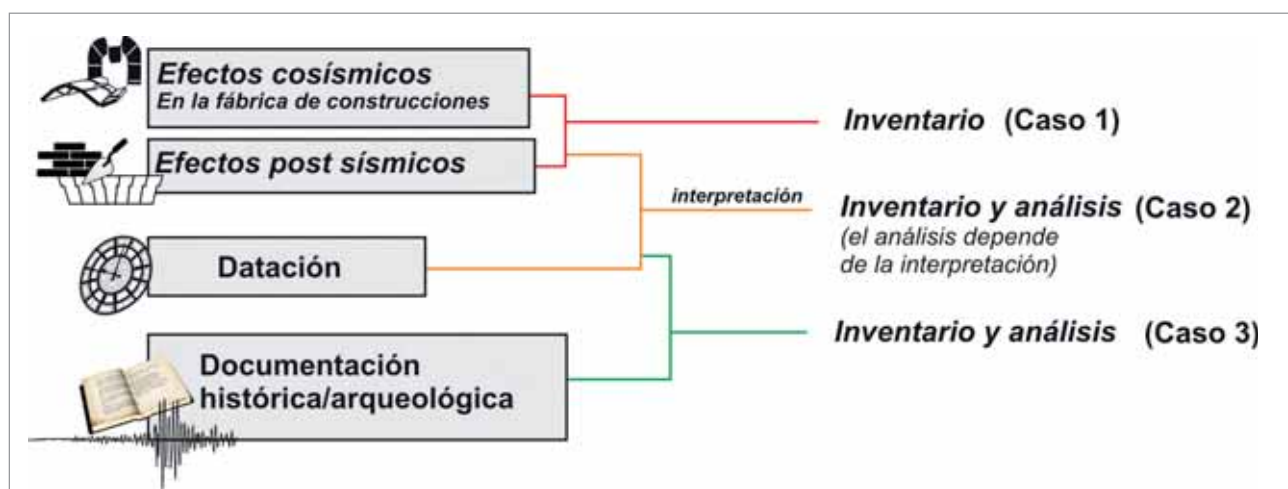 Efectos cosísmicos
En la fábrica de construcciones
Efectos post sísmicos
Datación
Documentación
histórica/arqueológica
interpretación
Inventario (Caso 1)
Inventario y análisis (Caso 2)
(el análisis depende
de la interpretación)
Inventario y análisis (Caso 3)